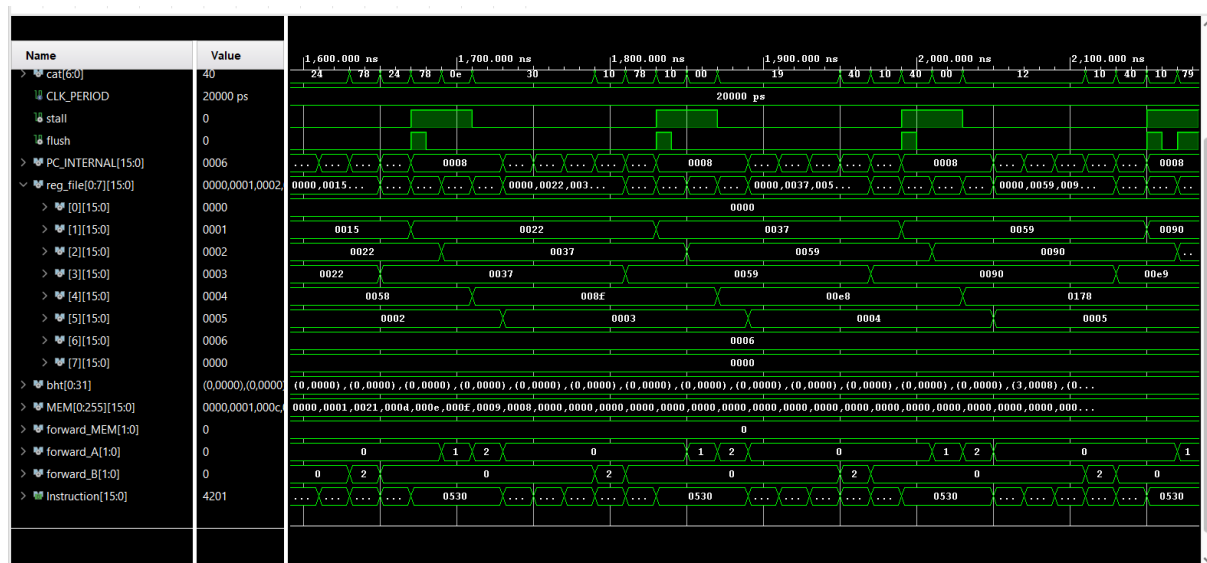 Name Value
1,600.000 ns 1,700.000 ns 1,800.000 ns 1,900.000 ns 2,000.000 ns 2,100.000 ns
cat[6:0] 40 24 78 24 78 0e 30 10 78 10 00 19 40 10 40 00 12 10 40 10 79
CLK_PERIOD 20000 ps 20000 ps
stall 0
flush 0
PC_INTERNAL[15:0] 0006 ... ... ... ... 0008 ... ... ... ... ... 0008 ... ... ... ... 0008 ... ... ... ... 0008
reg_file[0:7][15:0] 0000,0001,0002, 0000,0015... ... ... ... ... 0000,0022,003... ... ... ... ... ... 0000,0037,005... ... ... ... ... ... 0000,0059,009... ... ... ... ..
[0][15:0] 0000 0000
[1][15:0] 0001 0015 0022 0037 0059 0090
[2][15:0] 0002 0022 0037 0059 0090 ..
[3][15:0] 0003 0022 0037 0059 0090 00e9
[4][15:0] 0004 0058 008f 00e8 0178
[5][15:0] 0005 0002 0003 0004 0005
[6][15:0] 0006 0006
[7][15:0] 0000 0000
bht[0:31] (0,0000),(0,0000) (0,0000),(0,0000),(0,0000),(0,0000),(0,0000),(0,0000),(0,0000),(0,0000),(0,0000),(0,0000),(0,0000),(0,0000),(0,0000),(3,0008),(0...
MEM[0:255][15:0] 0000,0001,000c,0 0000,0001,0021,000d,000e,000f,0009,0008,0000,0000,0000,0000,0000,0000,0000,0000,0000,0000,0000,0000,0000,0000,0000,0000,0000,000...
forward_MEM[1:0] 0 0
forward_A[1:0] 0 0 1 2 0 1 2 0 1 2 0 1
forward_B[1:0] 0 0 2 0 2 0 2 0 2 0
Instruction[15:0] 4201 ... ... ... ... 0530 ... ... ... ... ... 0530 ... ... ... ... 0530 ... ... ... ... 0530